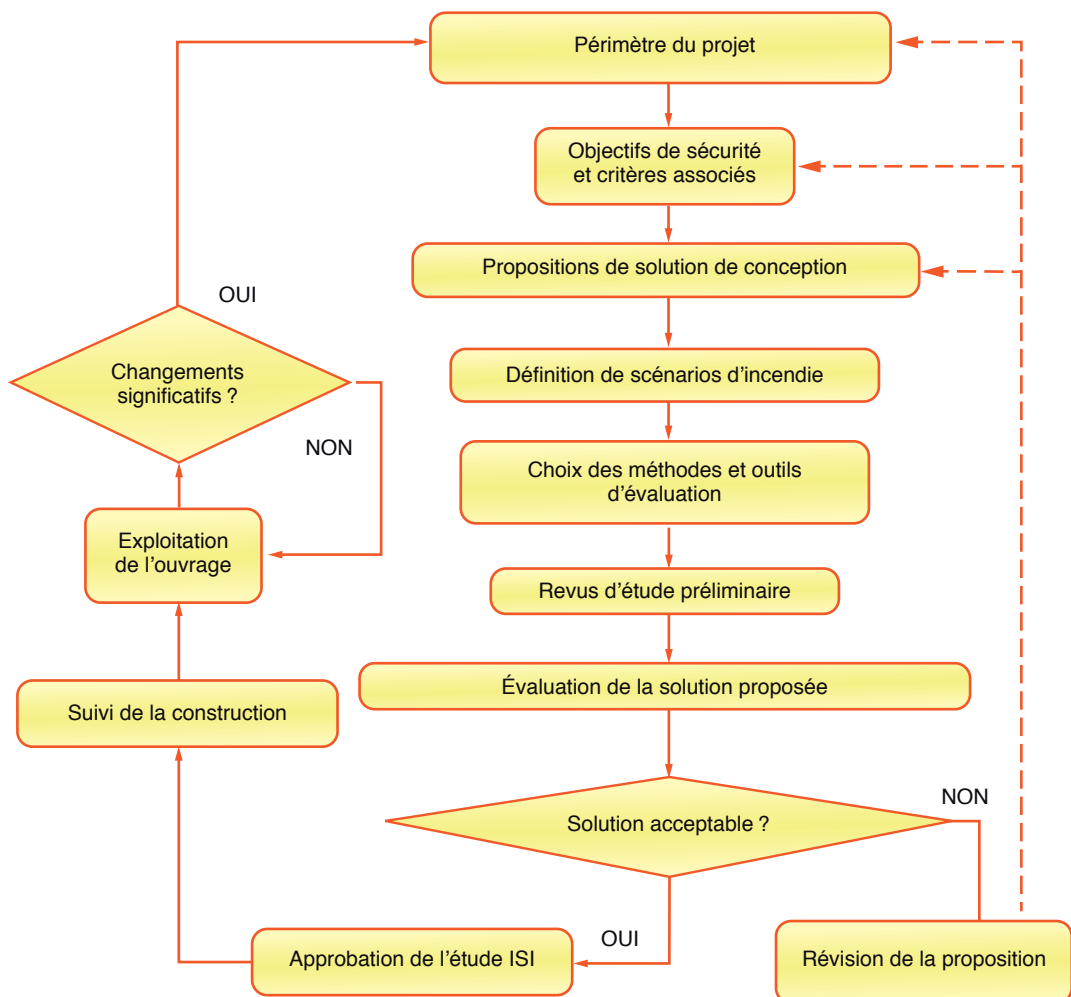 Périmètre du projet
Objectifs de sécurité
et critères associés
Propositions de solution de conception
OUI
Changements
significatifs ?
NON
Définition de scénarios d'incendie
Choix des méthodes et outils
d'évaluation
Exploitation
de l'ouvrage
Revus d'étude préliminaire
Évaluation de la solution proposée
Suivi de la construction
Solution acceptable ?
NON
OUI
Approbation de l'étude ISI
Révision de la proposition